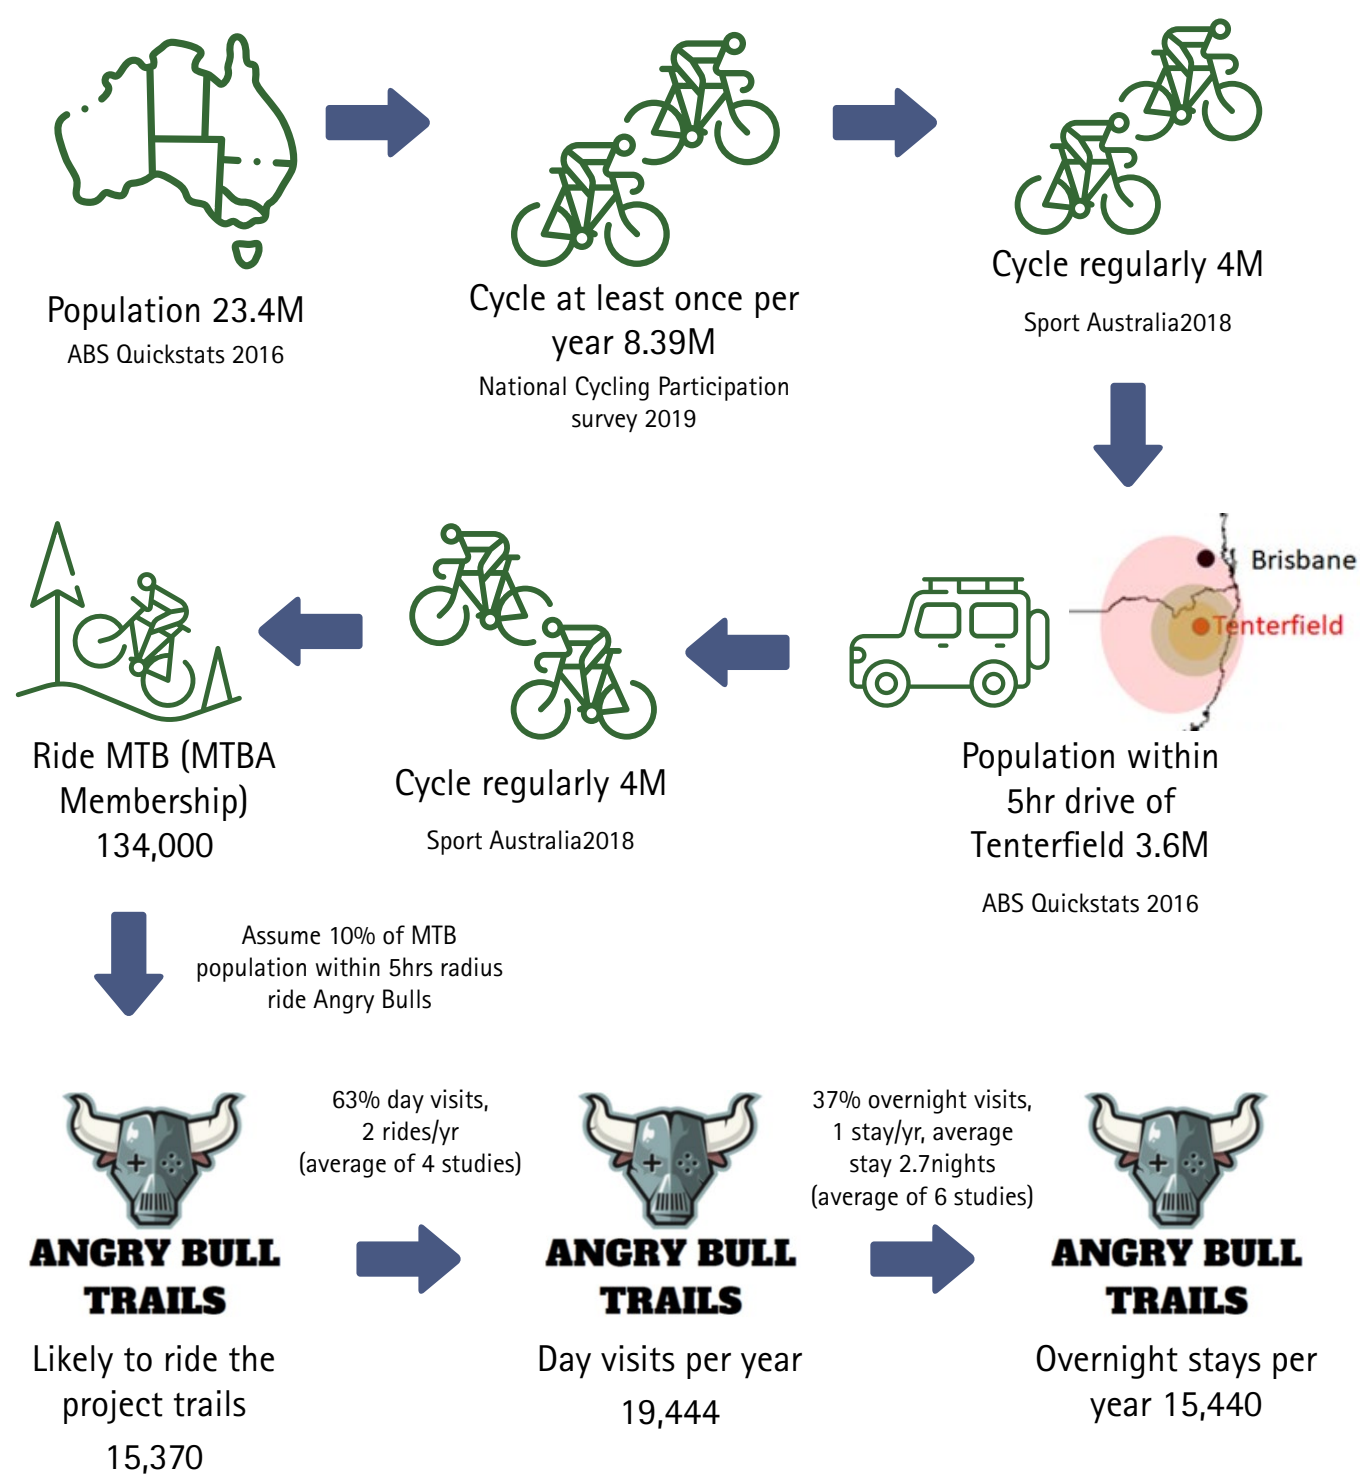 Population 23.4M
ABS Quickstats 2016
Cycle at least once per
year 8.39M
National Cycling Participation
survey 2019
Cycle regularly 4M
Sport Australia2018
Brisbane
Tenterfield
Population within
5hr drive of
Tenterfield 3.6M
ABS Quickstats 2016
Cycle regularly 4M
Sport Australia2018
Ride MTB (MTBA
Membership)
134,000
Assume 10% of MTB
population within 5hrs radius
ride Angry Bulls
ANGRY BULL
TRAILS
Likely to ride the
project trails
15,370
63% day visits,
2 rides/yr
(average of 4 studies)
ANGRY BULL
TRAILS
Day visits per year
19,444
37% overnight visits,
1 stay/yr, average
stay 2.7nights
(average of 6 studies)
ANGRY BULL
TRAILS
Overnight stays per
year 15,440